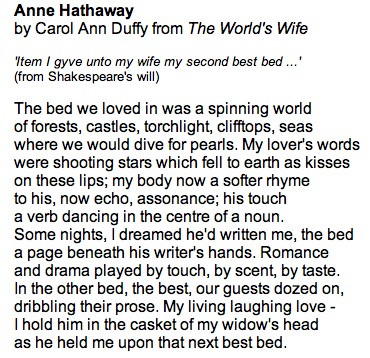 Anne Hathaway
by Carol Ann Duffy from The World's Wife
'Item I gyve unto my wife my second best bed ...'
(from Shakespeare's will)
The bed we loved in was a spinning world
of forests, castles, torchlight, clifftops, seas
where we would dive for pearls. My lover's words
were shooting stars which fell to earth as kisses
on these lips; my body now a softer rhyme
to his, now echo, assonance; his touch
a verb dancing in the centre of a noun.
Some nights, I dreamed he'd written me, the bed
a page beneath his writer's hands. Romance
and drama played by touch, by scent, by taste.
In the other bed, the best, our guests dozed on,
dribbling their prose. My living laughing love -
I hold him in the casket of my widow's head
as he held me upon that next best bed.